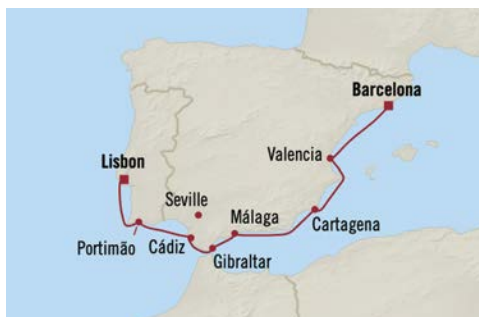 Barcelona
Valencia
Lisbon
Seville
Málaga
Cartagena
Portimão
Cádiz
Gibraltar